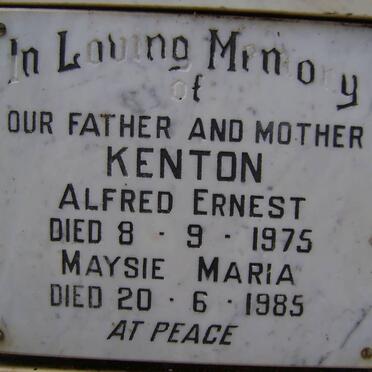 In Loving Memory
of
OUR FATHER AND MOTHER
KENTON
ALFRED ERNEST
DIED 8 - 9 - 1975
MAYSIE MARIA
DIED 20 · 6 · 1985
AT PEACE